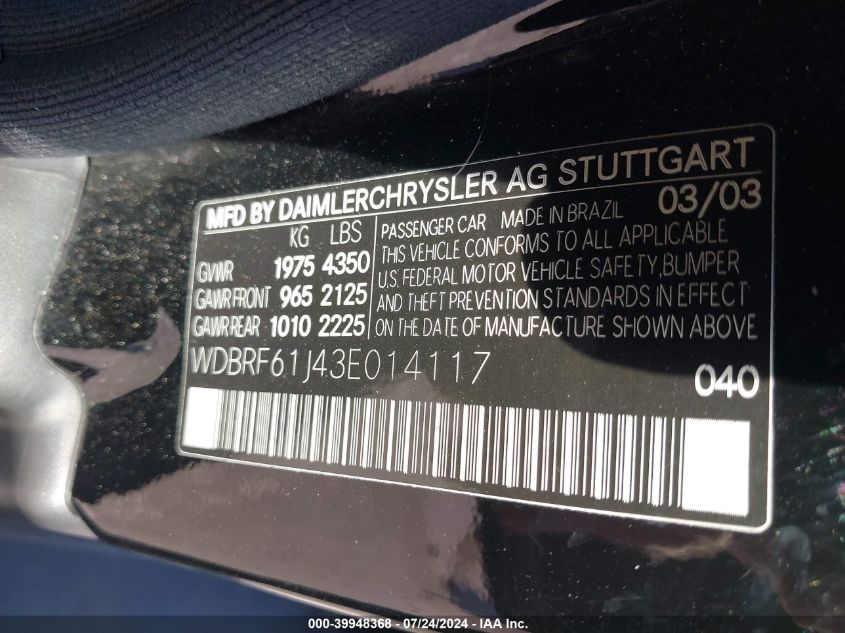 MFD BY DAIMLERCHRYSLER AG STUTTGART
03/03
KG LBS
GVWR 1975 4350
GAWR FRONT 965 2125
GAWR REAR 1010 2225
PASSENGER CAR MADE IN BRAZIL
THIS VEHICLE CONFORMS TO ALL APPLICABLE
U.S. FEDERAL MOTOR VEHICLE SAFETY, BUMPER
AND THEFT PREVENTION STANDARDS IN EFFECT
ON THE DATE OF MANUFACTURE SHOWN ABOVE
WDBRF61J43E014117
040
000-39948368 - 07/24/2024 - IAA Inc.